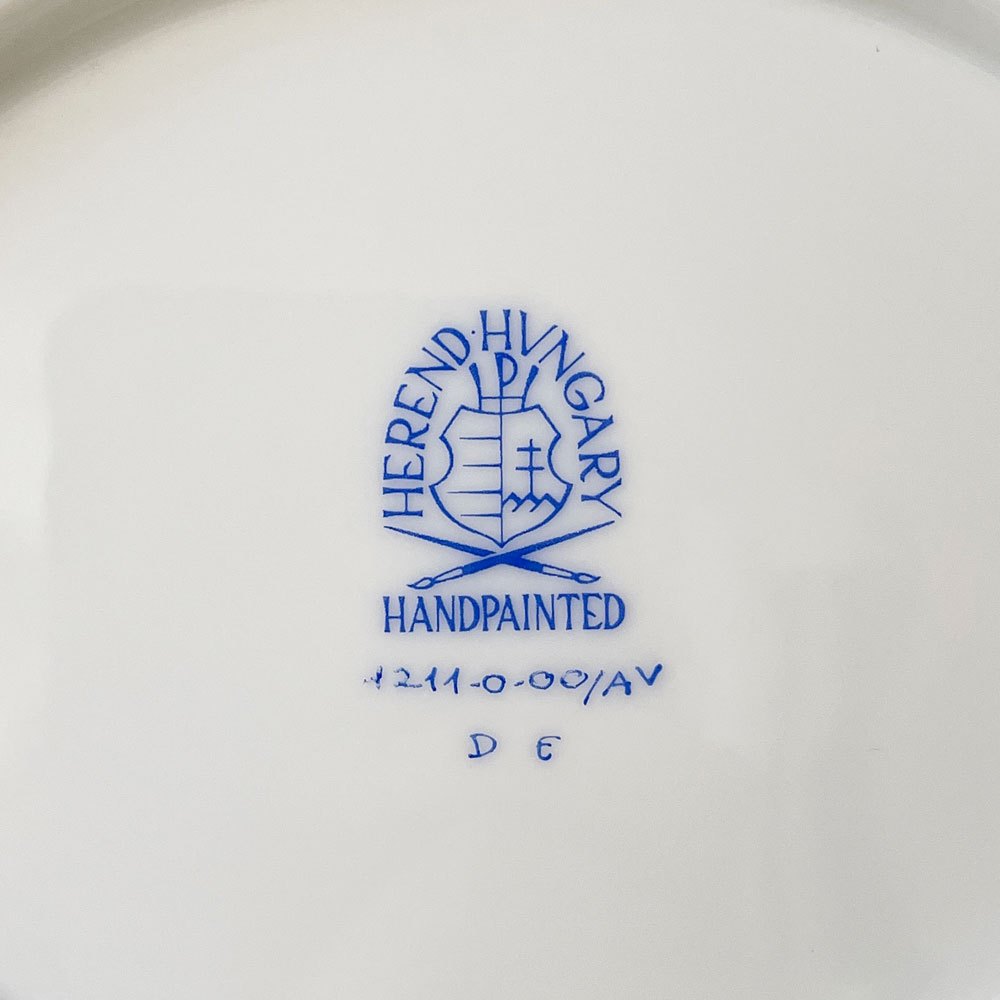 HEREND·HVNGARY
P
HANDPAINTED
1211-0-00/AV
D E